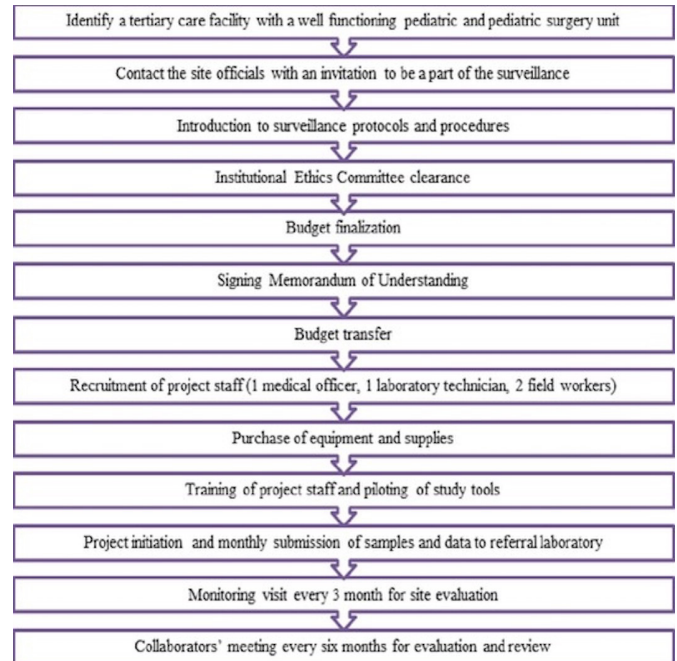 Identify a tertiary care facility with a well functioning pediatric and pediatric surgery unit
Contact the site officials with an invitation to be a part of the surveillance
Introduction to surveillance protocols and procedures
Institutional Ethics Committee clearance
Budget finalization
Signing Memorandum of Understanding
Budget transfer
Recruitment of project staff (1 medical officer, 1 laboratory technician, 2 field workers)
Purchase of equipment and supplies
Training of project staff and piloting of study tools
Project initiation and monthly submission of samples and data to referral laboratory
Monitoring visit every 3 month for site evaluation
Collaborators' meeting every six months for evaluation and review